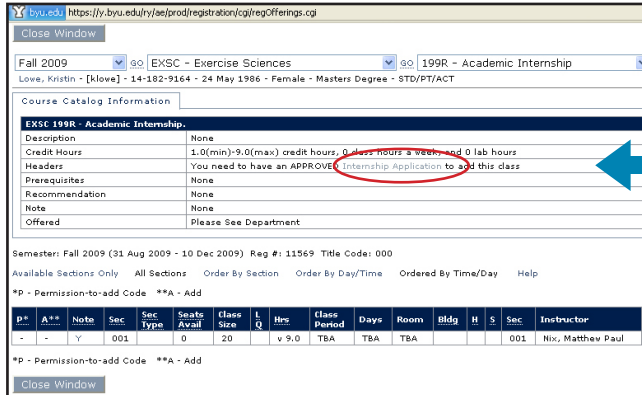 byu.edu https://y.byu.edu/ry/ae/prod/registration/cgi/regOfferings.cgi
Close Window
Fall 2009 GO EXSC - Exercise Sciences GO 199R - Academic Internship
Lowe, Kristin - [klowe] - 14-182-9164 - 24 May 1986 - Female - Masters Degree - STD/PT/ACT
Course Catalog Information
EXSC 199R - Academic Internship.
Description None
Credit Hours 1.0(min)-9.0(max) credit hours, 0 class hours a week, and 0 lab hours
Headers You need to have an APPROVED Internship Application to add this class
Prerequisites None
Recommendation None
Note None
Offered Please See Department
Semester: Fall 2009 (31 Aug 2009 - 10 Dec 2009) Reg #: 11569 Title Code: 000
Available Sections Only All Sections Order By Section Order By Day/Time Ordered By Time/Day Help
*P - Permission-to-add Code **A - Add
P* A** Note Sec Sec Type Seats Avail Class Size L Q Hrs Class Period Days Room Bldg H S Sec Instructor
- - Y 001 0 20 v 9.0 TBA TBA TBA 001 Nix, Matthew Paul
*P - Permission-to-add Code **A - Add
Close Window